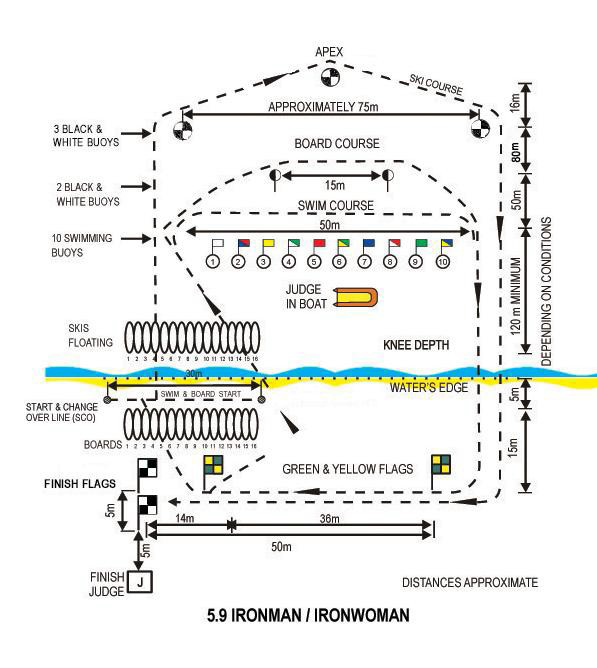 APEX
SKI COURSE
16m
APPROXIMATELY 75m
3 BLACK &
WHITE BUOYS
BOARD COURSE
80m
2 BLACK &
WHITE BUOYS
15m
SWIM COURSE
50m
50m
10 SWIMMING
BUOYS
1 2 3 4 5 6 7 8 9 10
120 m MINIMUM
DEPENDING ON CONDITIONS
JUDGE
IN BOAT
SKIS
FLOATING
KNEE DEPTH
1 2 3 4 5 6 7 8 9 10 11 12 13 14 15 16
30m
WATER'S EDGE
SWIM & BOARD START
5m
START & CHANGE
OVER LINE (SCO)
BOARDS
1 2 3 4 5 6 7 8 9 10 11 12 13 14 15 16
15m
GREEN & YELLOW FLAGS
FINISH FLAGS
5m
14m
36m
50m
5m
FINISH
JUDGE
J
DISTANCES APPROXIMATE
5.9 IRONMAN / IRONWOMAN